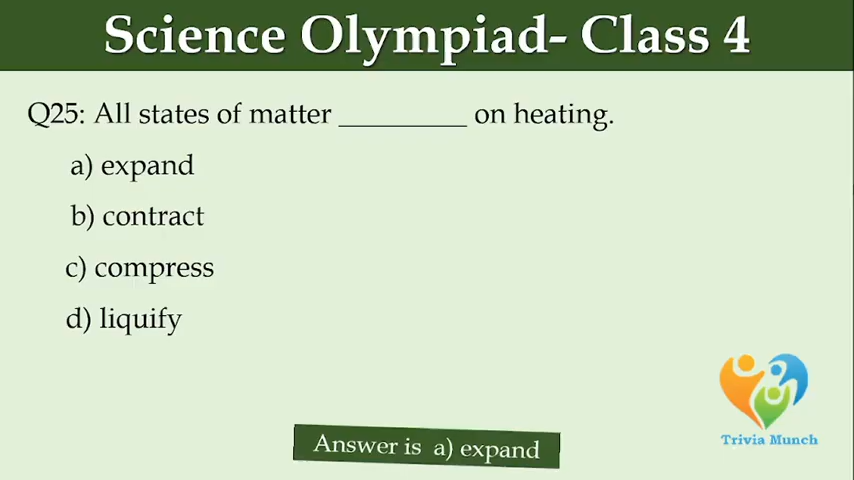 Science Olympiad- Class 4
Q25: All states of matter _________ on heating.
a) expand
b) contract
c) compress
d) liquify
Answer is a) expand
Trivia Munch